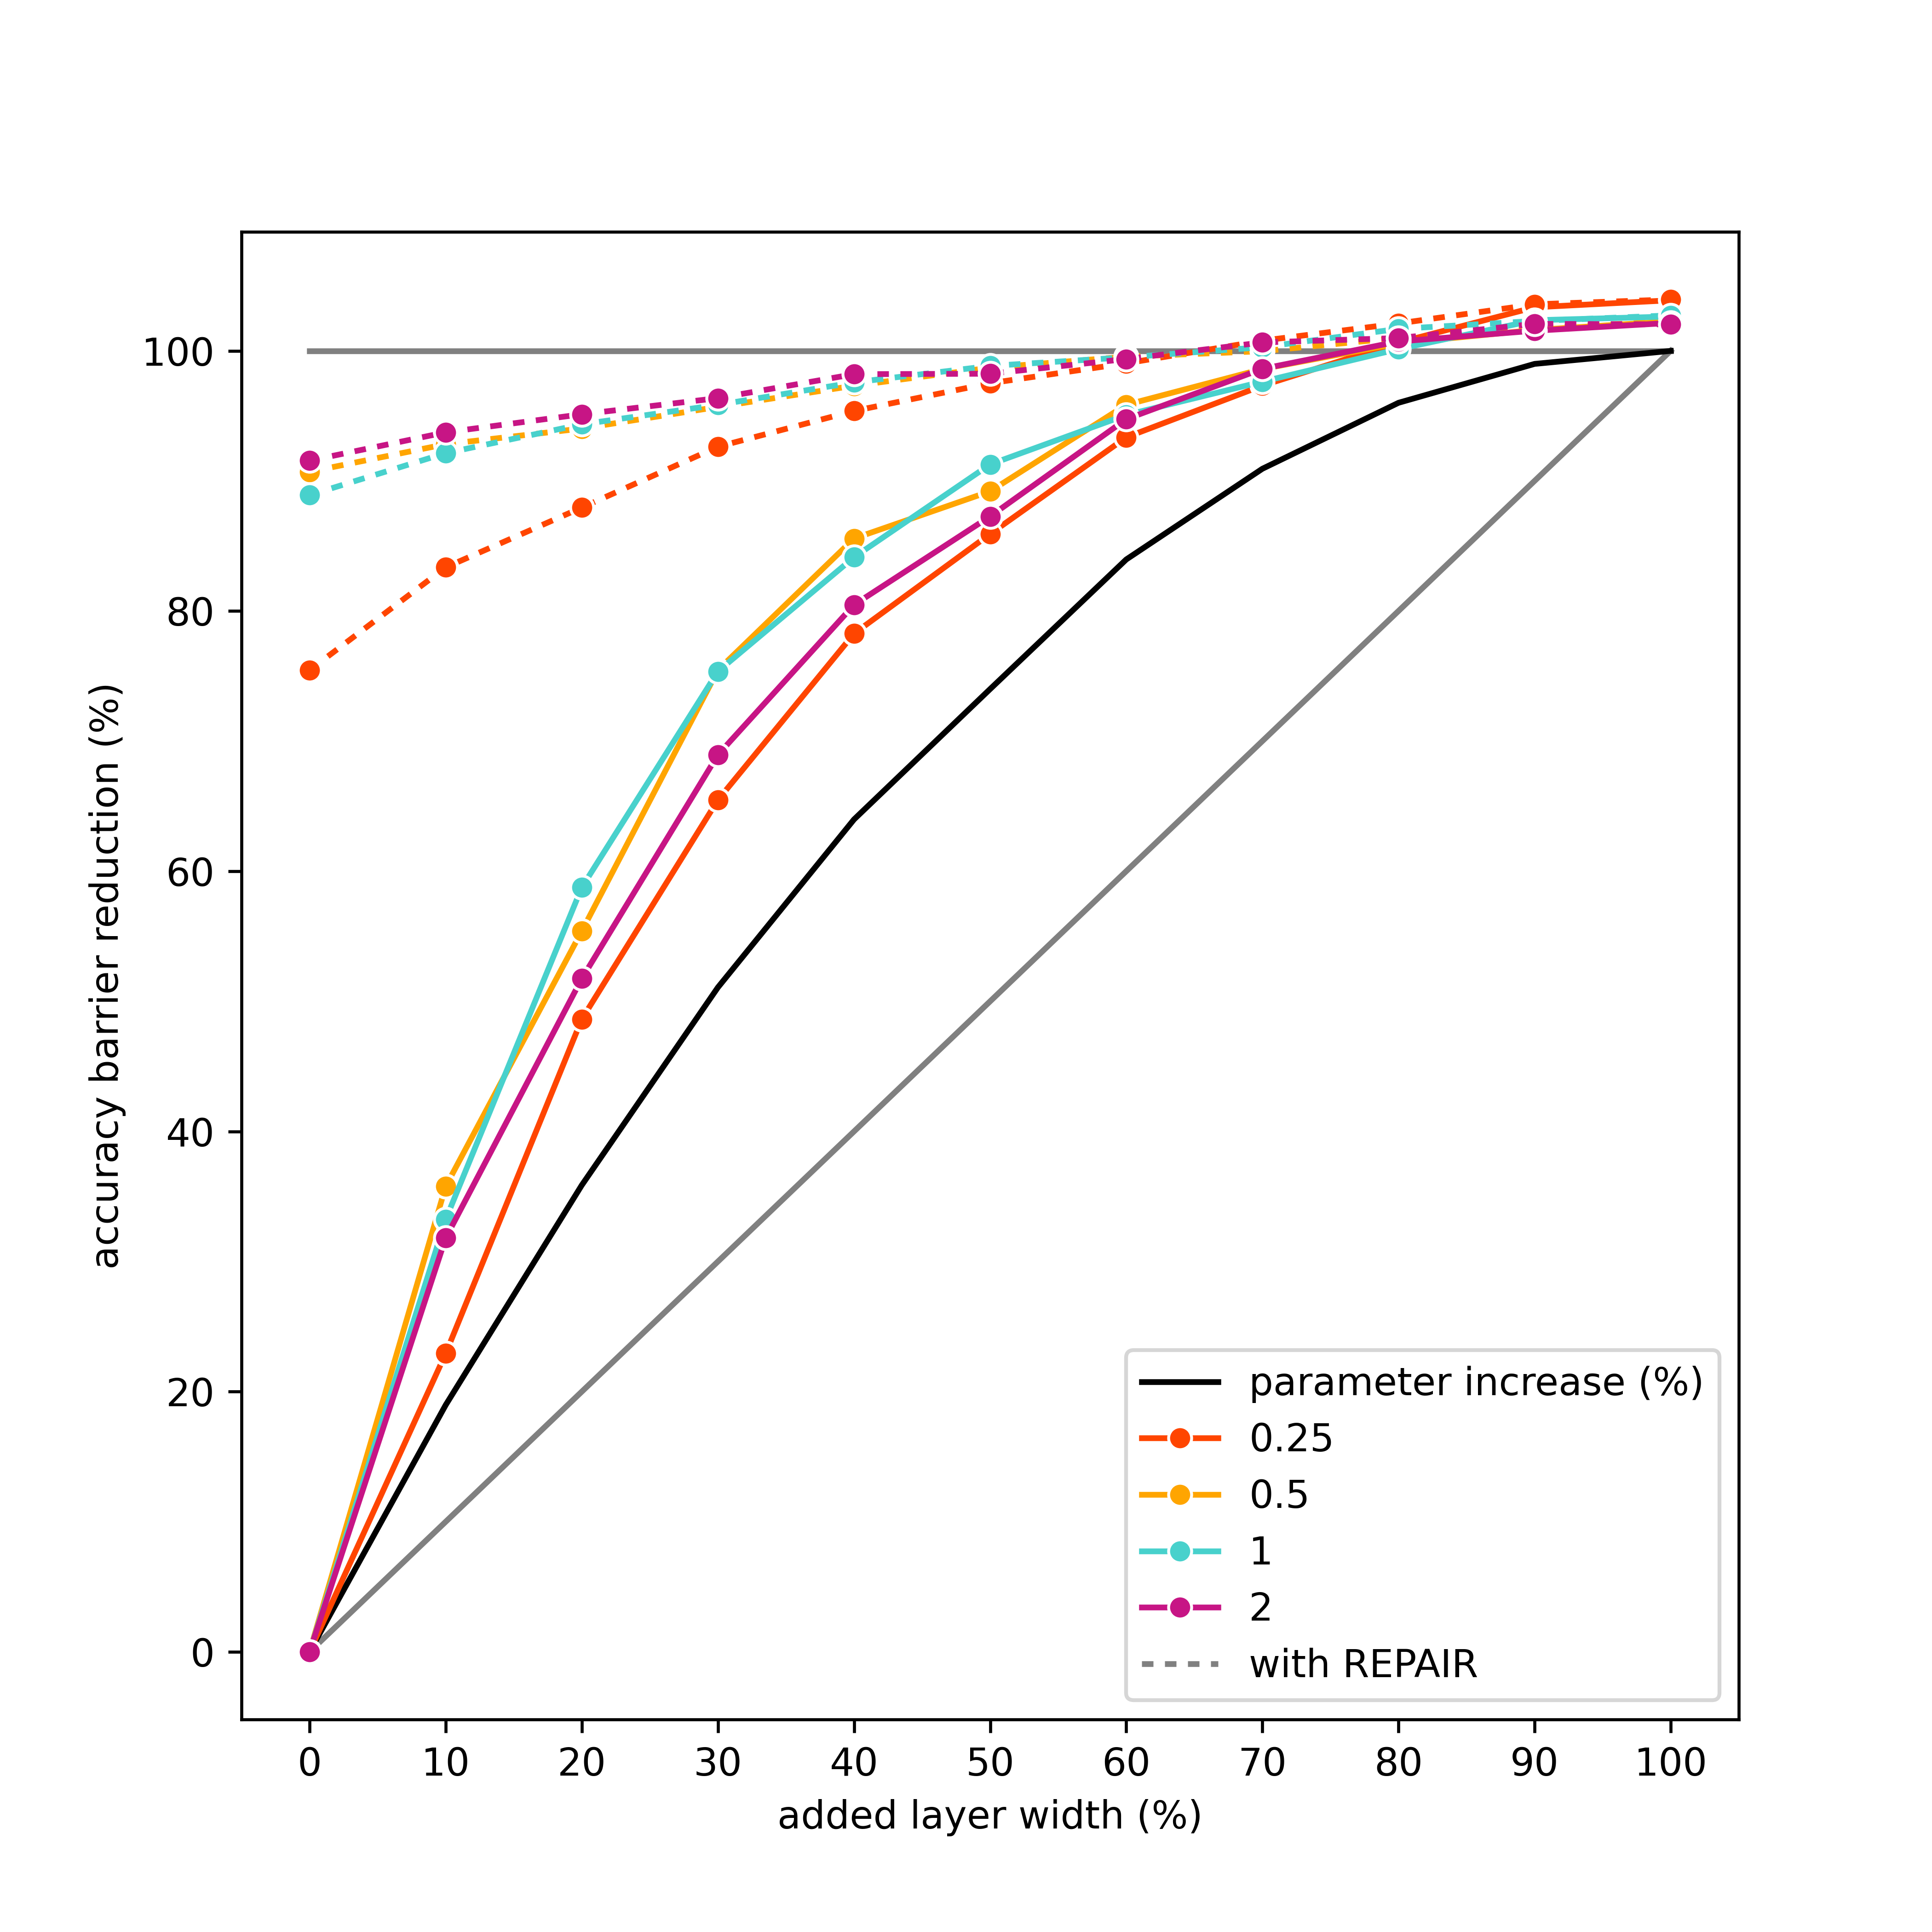 accuracy barrier reduction (%)
100
80
60
40
20
0
0 10 20 30 40 50 60 70 80 90 100
added layer width (%)
parameter increase (%)
0.25
0.5
1
2
with REPAIR